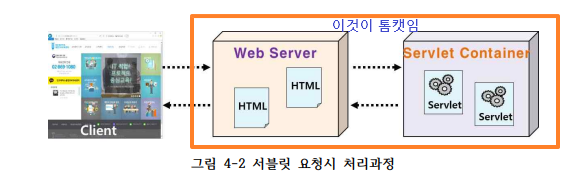 이것이 톰캣임
Web Server
Servlet Container
HTML
HTML
Servlet
Servlet
Client
그림 4-2 서블릿 요청시 처리과정